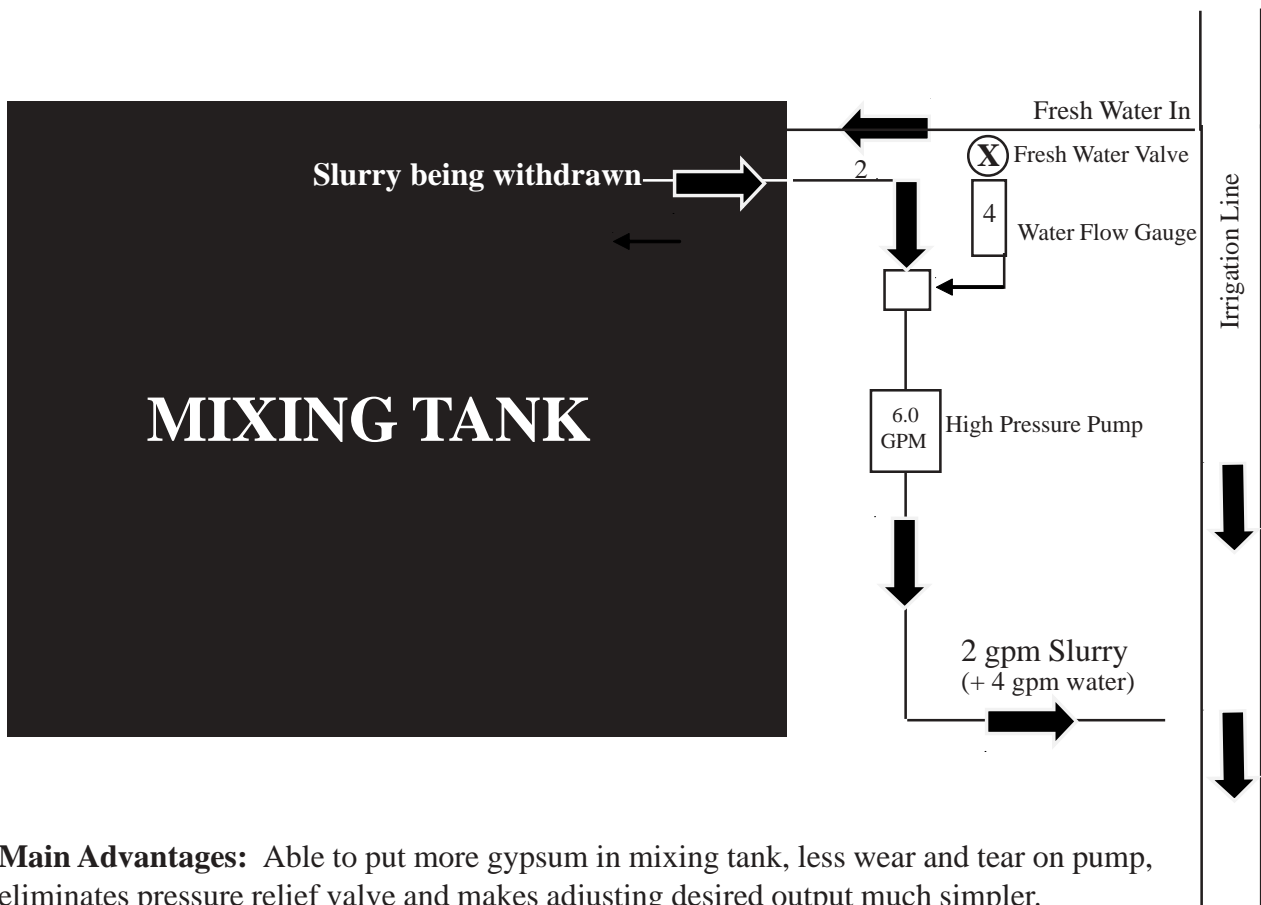 Fresh Water In
X Fresh Water Valve
Slurry being withdrawn
2
4
Water Flow Gauge
Irrigation Line
MIXING TANK
6.0
GPM
High Pressure Pump
2 gpm Slurry
(+ 4 gpm water)
Main Advantages: Able to put more gypsum in mixing tank, less wear and tear on pump,
eliminates pressure relief valve and makes adjusting desired output much simpler.